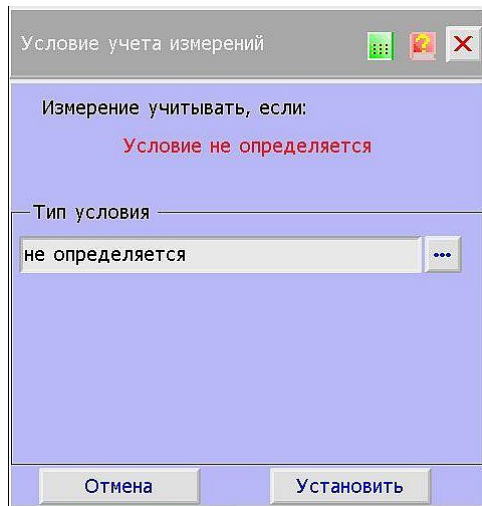 Условие учета измерений
Измерение учитывать, если:
Условие не определяется
Тип условия
не определяется
...
Отмена
Установить